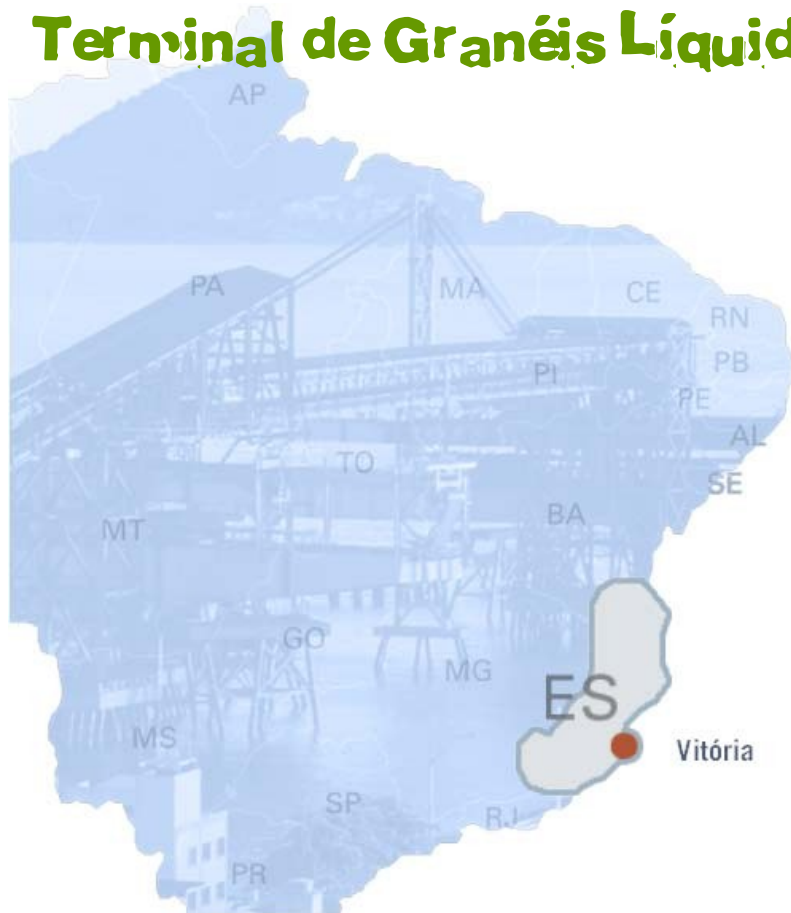 Terminal de Granéis Líquid
AP
PA
MA
CE
RN
PI
PB
PE
AL
TO
SE
BA
MT
GO
MG
ES
MS
Vitória
SP
RJ
PR